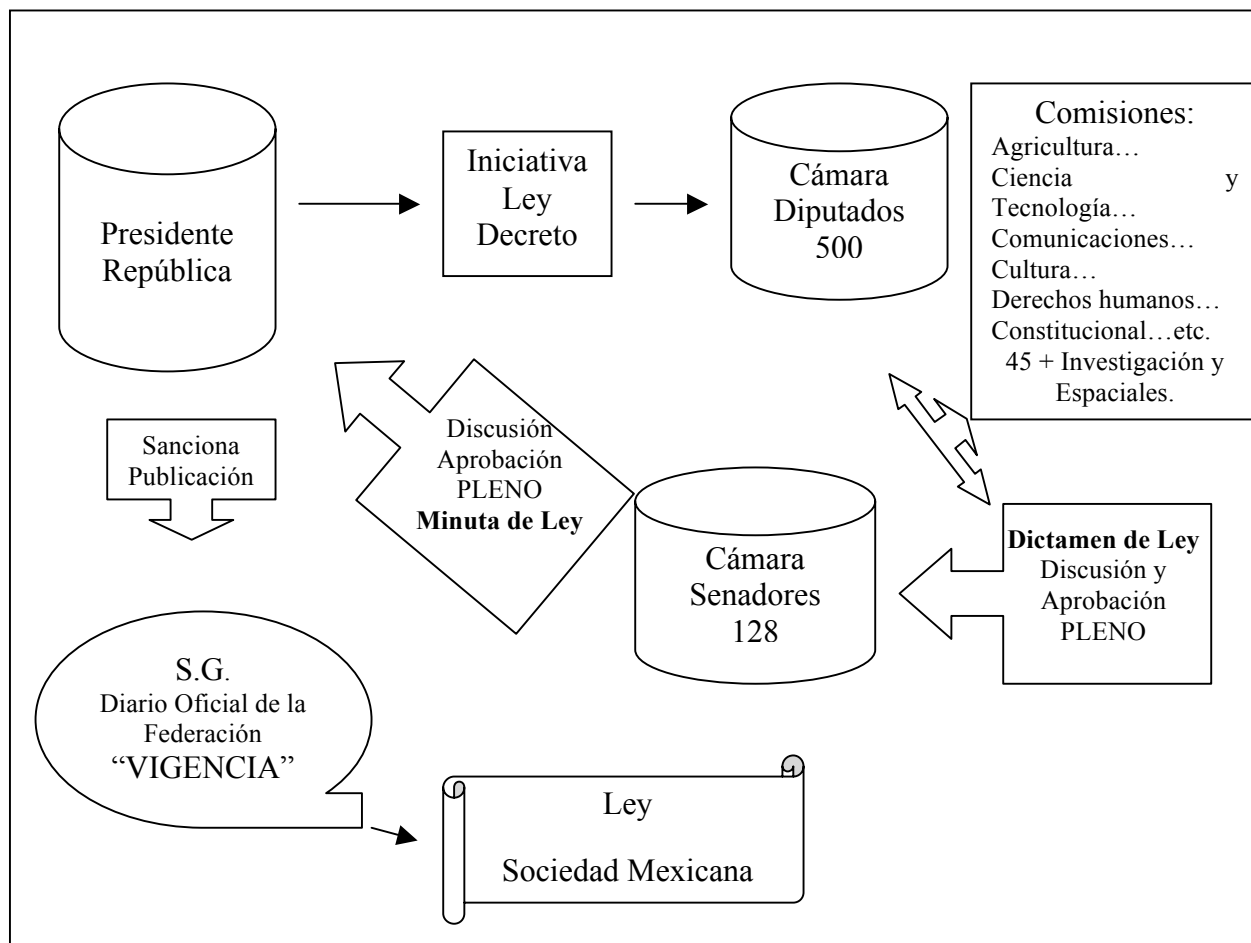 Presidente
República
Iniciativa
Ley
Decreto
Cámara
Diputados
500
Comisiones:
Agricultura…
Ciencia y
Tecnología…
Comunicaciones…
Cultura…
Derechos humanos…
Constitucional…etc.
45 + Investigación y
Espaciales.
Dictamen de Ley
Discusión y
Aprobación
PLENO
Cámara
Senadores
128
Discusión
Aprobación
PLENO
Minuta de Ley
Sanciona
Publicación
S.G.
Diario Oficial de la
Federación
“VIGENCIA”
Ley
Sociedad Mexicana